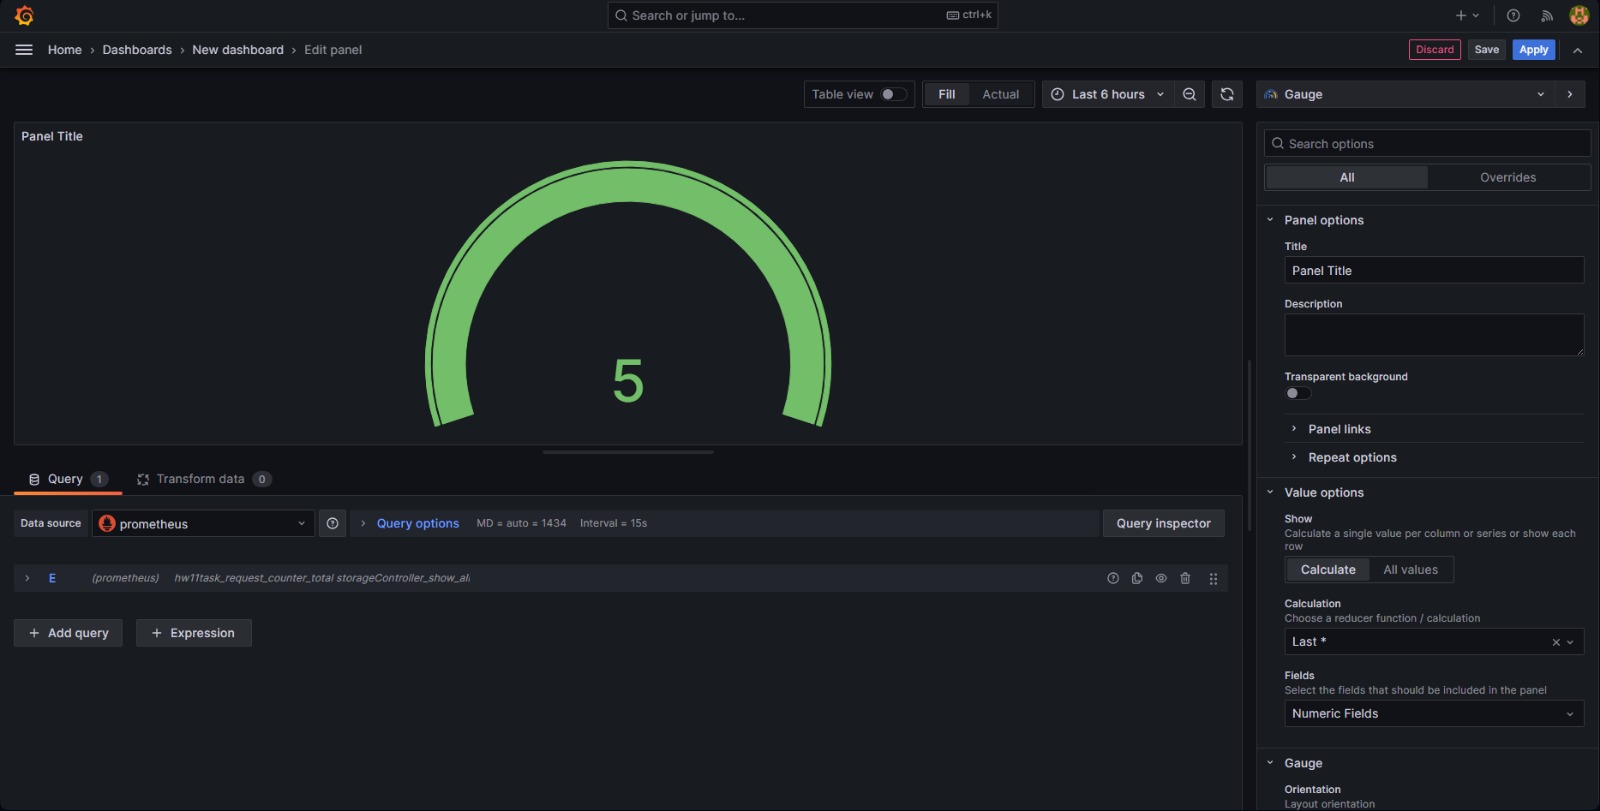 Search or jump to...
ctrl+k
Home › Dashboards › New dashboard › Edit panel
Discard
Save
Apply
Table view
Fill
Actual
Last 6 hours
Gauge
Panel Title
5
Search options
All
Overrides
Panel options
Title
Panel Title
Description
Transparent background
Panel links
Repeat options
Value options
Show
Calculate a single value per column or series or show each
row
Calculate
All values
Calculation
Choose a reducer function / calculation
Last *
Fields
Select the fields that should be included in the panel
Numeric Fields
Gauge
Orientation
Layout orientation
Query 1
Transform data 0
Data source
prometheus
Query options
MD = auto = 1434
Interval = 15s
Query inspector
E (prometheus) hw11task_request_counter_total storageController_show_all
+ Add query
+ Expression